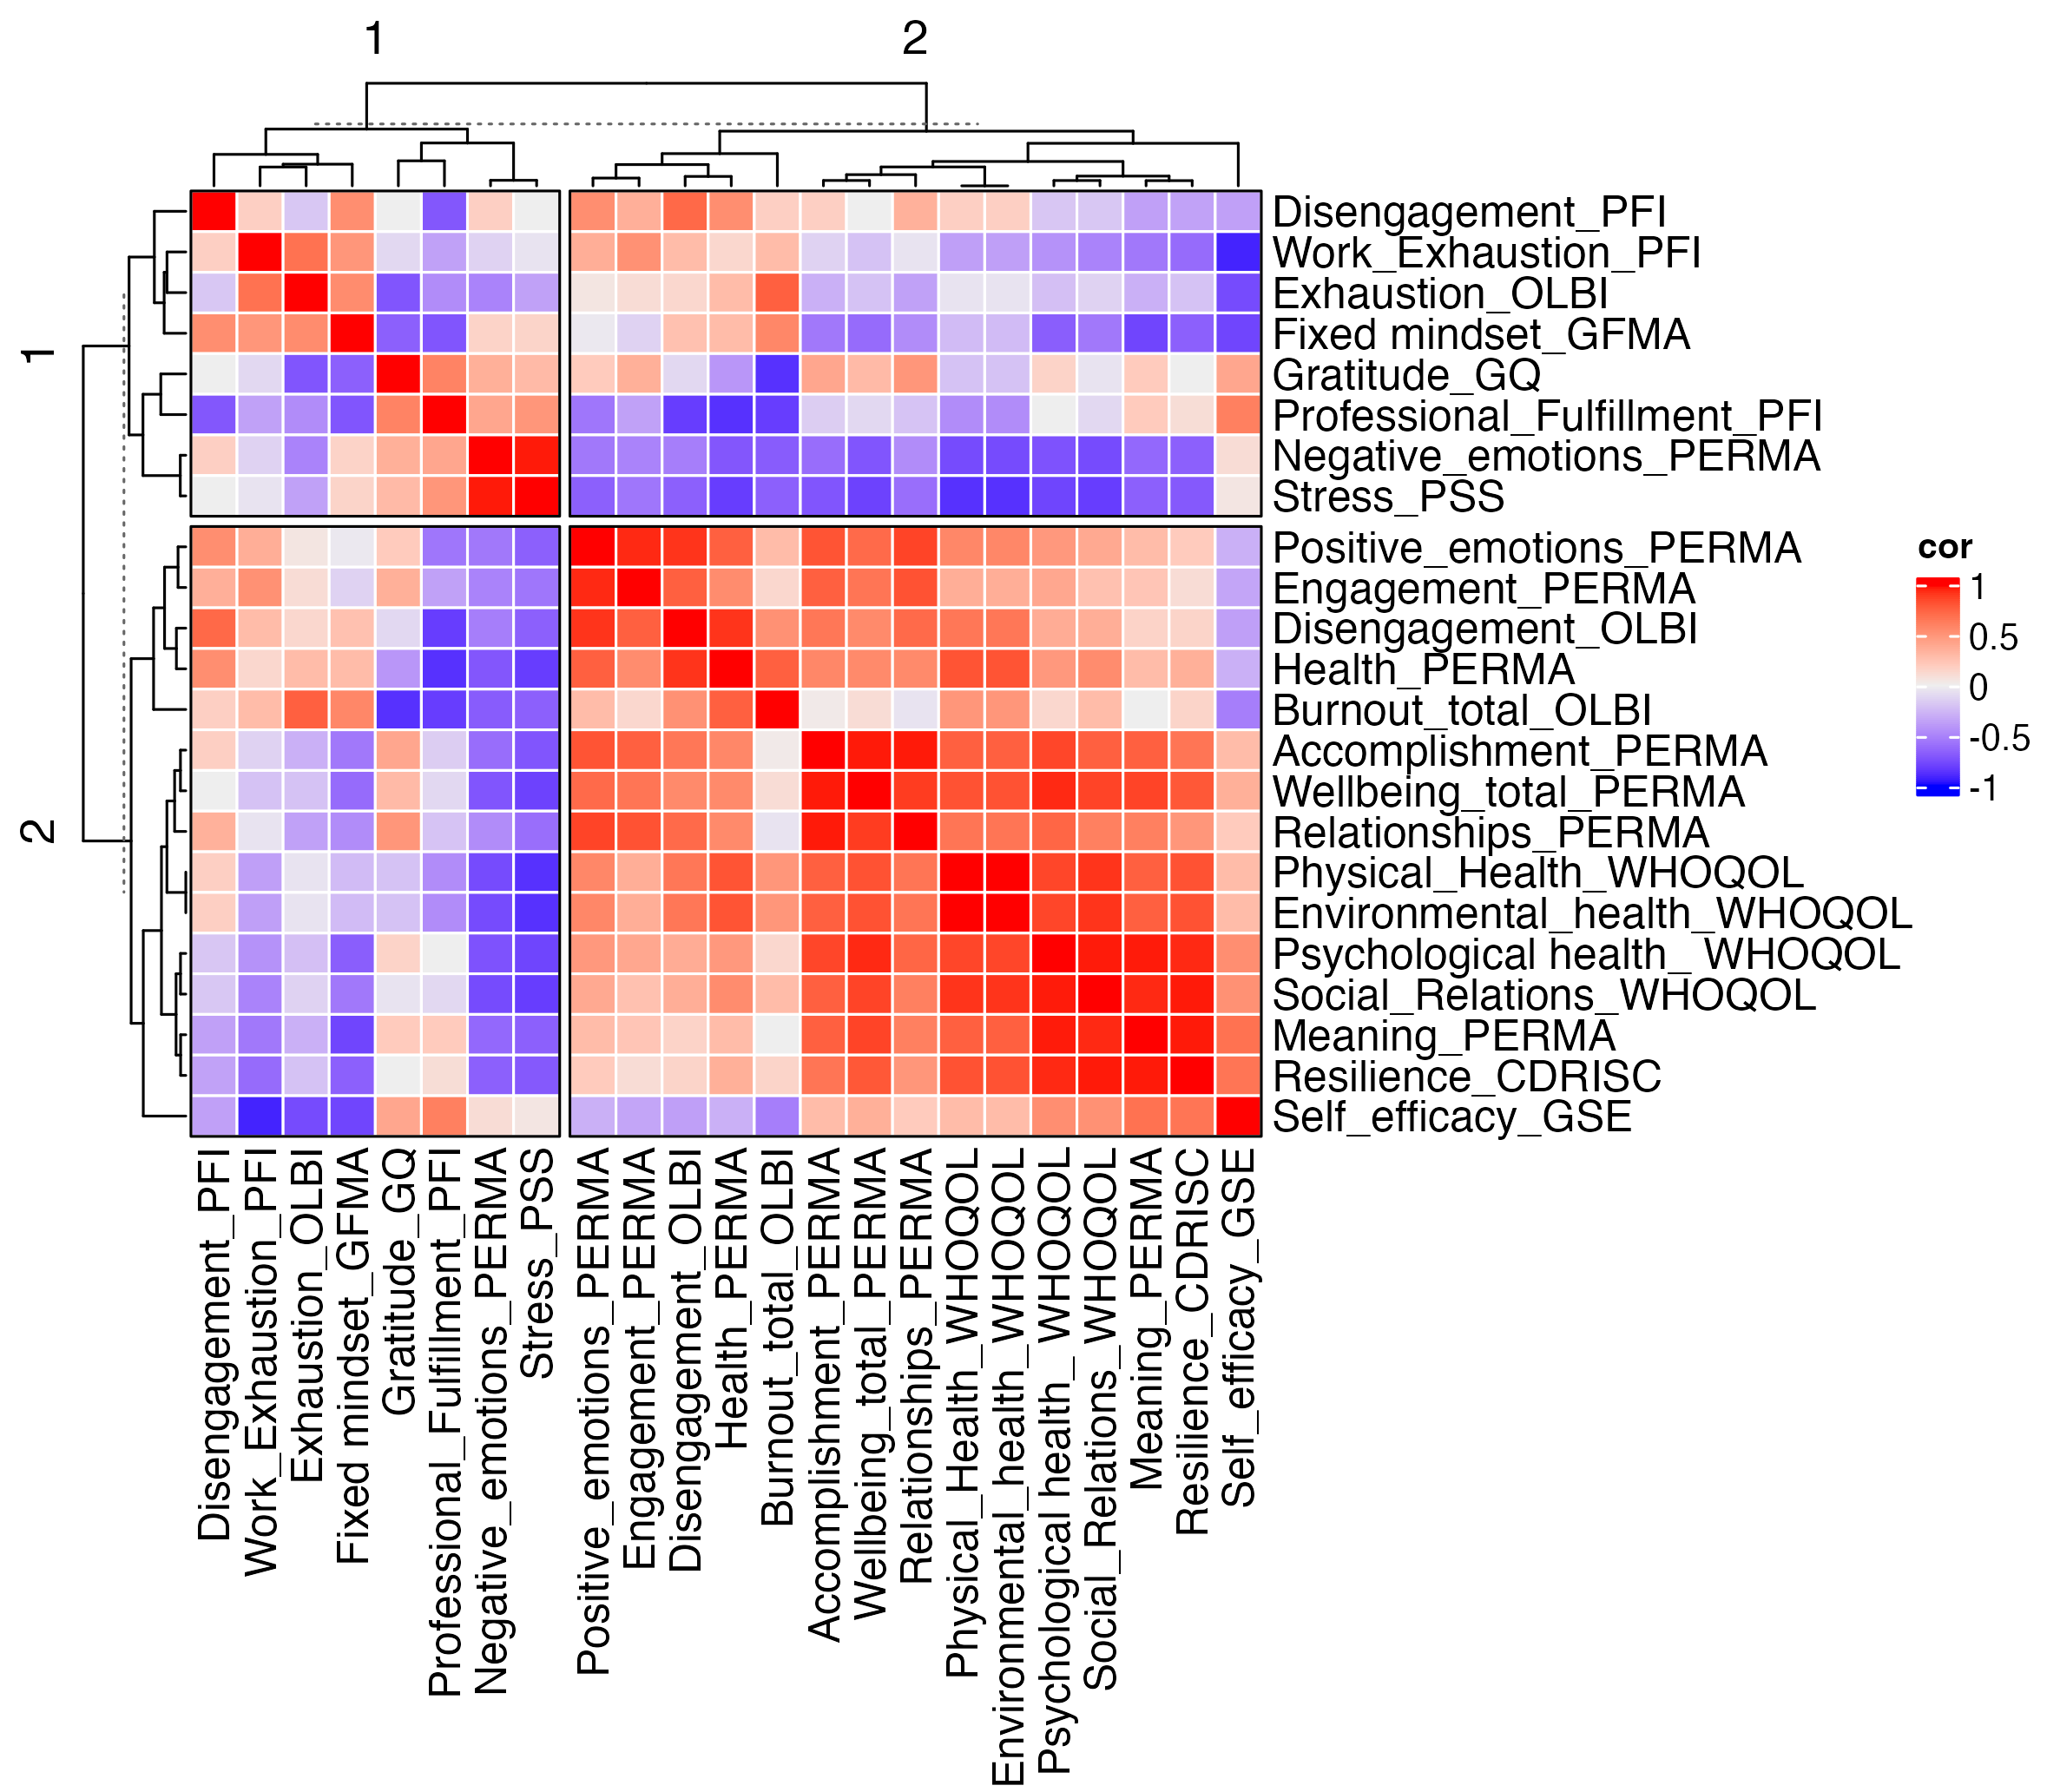 1
2
1
2
Disengagement_PFI
Work_Exhaustion_PFI
Exhaustion_OLBI
Fixed mindset_GFMA
Gratitude_GQ
Professional_Fulfillment_PFI
Negative_emotions_PERMA
Stress_PSS
Positive_emotions_PERMA
Engagement_PERMA
Disengagement_OLBI
Health_PERMA
Burnout_total_OLBI
Accomplishment_PERMA
Wellbeing_total_PERMA
Relationships_PERMA
Physical_Health_WHOQOL
Environmental_health_WHOQOL
Psychological health_ WHOQOL
Social_Relations_WHOQOL
Meaning_PERMA
Resilience_CDRISC
Self_efficacy_GSE
cor
1
0.5
0
-0.5
-1
Disengagement_PFI
Work_Exhaustion_PFI
Exhaustion_OLBI
Fixed mindset_GFMA
Gratitude_GQ
Professional_Fulfillment_PFI
Negative_emotions_PERMA
Stress_PSS
Positive_emotions_PERMA
Engagement_PERMA
Disengagement_OLBI
Health_PERMA
Burnout_total_OLBI
Accomplishment_PERMA
Wellbeing_total_PERMA
Relationships_PERMA
Physical_Health_WHOQOL
Environmental_health_WHOQOL
Psychological health_ WHOQOL
Social_Relations_WHOQOL
Meaning_PERMA
Resilience_CDRISC
Self_efficacy_GSE